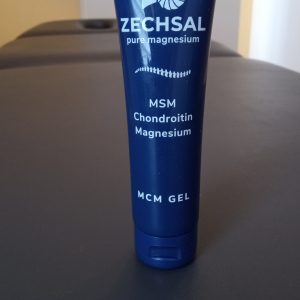 ZECHSAL
pure magnesium
MSM
Chondroitin
Magnesium
MCM GEL